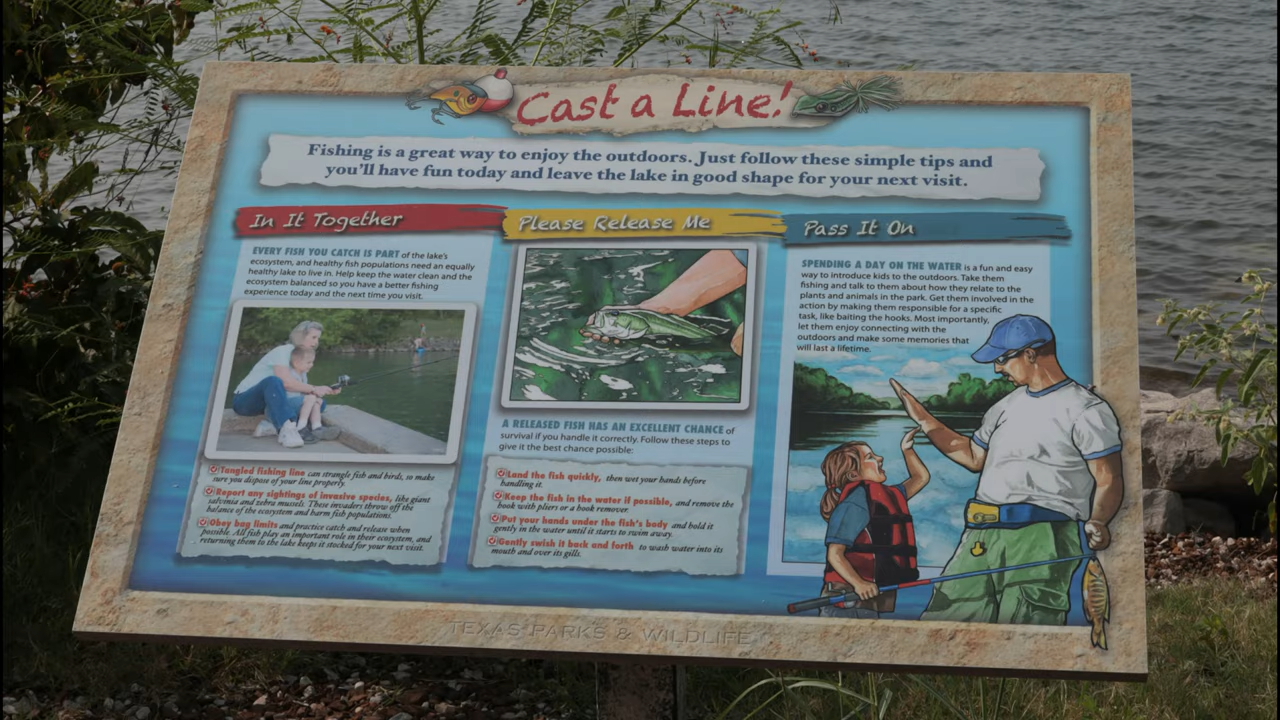 Cast a Line!
Fishing is a great way to enjoy the outdoors. Just follow these simple tips and
you'll have fun today and leave the lake in good shape for your next visit.
In It Together
EVERY FISH YOU CATCH IS PART of the lake's
ecosystem, and healthy fish populations need an equally
healthy lake to live in. Help keep the water clean and the
ecosystem balanced so you have a better fishing
experience today and the next time you visit.
Tangled fishing line can strangle fish and birds, so make
sure you dispose of your line properly.
Report any sightings of invasive species, like giant
salvinia and zebra mussels. These invaders throw off the
balance of the ecosystem and harm fish populations.
Obey bag limits and practice catch and release when
possible. All fish play an important role in their ecosystem, and
returning them to the lake keeps it stocked for your next visit.
Please Release Me
A RELEASED FISH HAS AN EXCELLENT CHANCE of
survival if you handle it correctly. Follow these steps to
give it the best chance possible:
Land the fish quickly, then wet your hands before
handling it.
Keep the fish in the water if possible, and remove the
hook with pliers or a hook remover.
Put your hands under the fish's body and hold it
gently in the water until it starts to swim away.
Gently swish it back and forth to wash water into its
mouth and over its gills.
Pass It On
SPENDING A DAY ON THE WATER is a fun and easy
way to introduce kids to the outdoors. Take them
fishing and talk to them about how they relate to the
plants and animals in the park. Get them involved in the
action by making them responsible for a specific
task, like baiting the hooks. Most importantly,
let them enjoy connecting with the
outdoors and make some memories that
will last a lifetime.
TEXAS PARKS & WILDLIFE